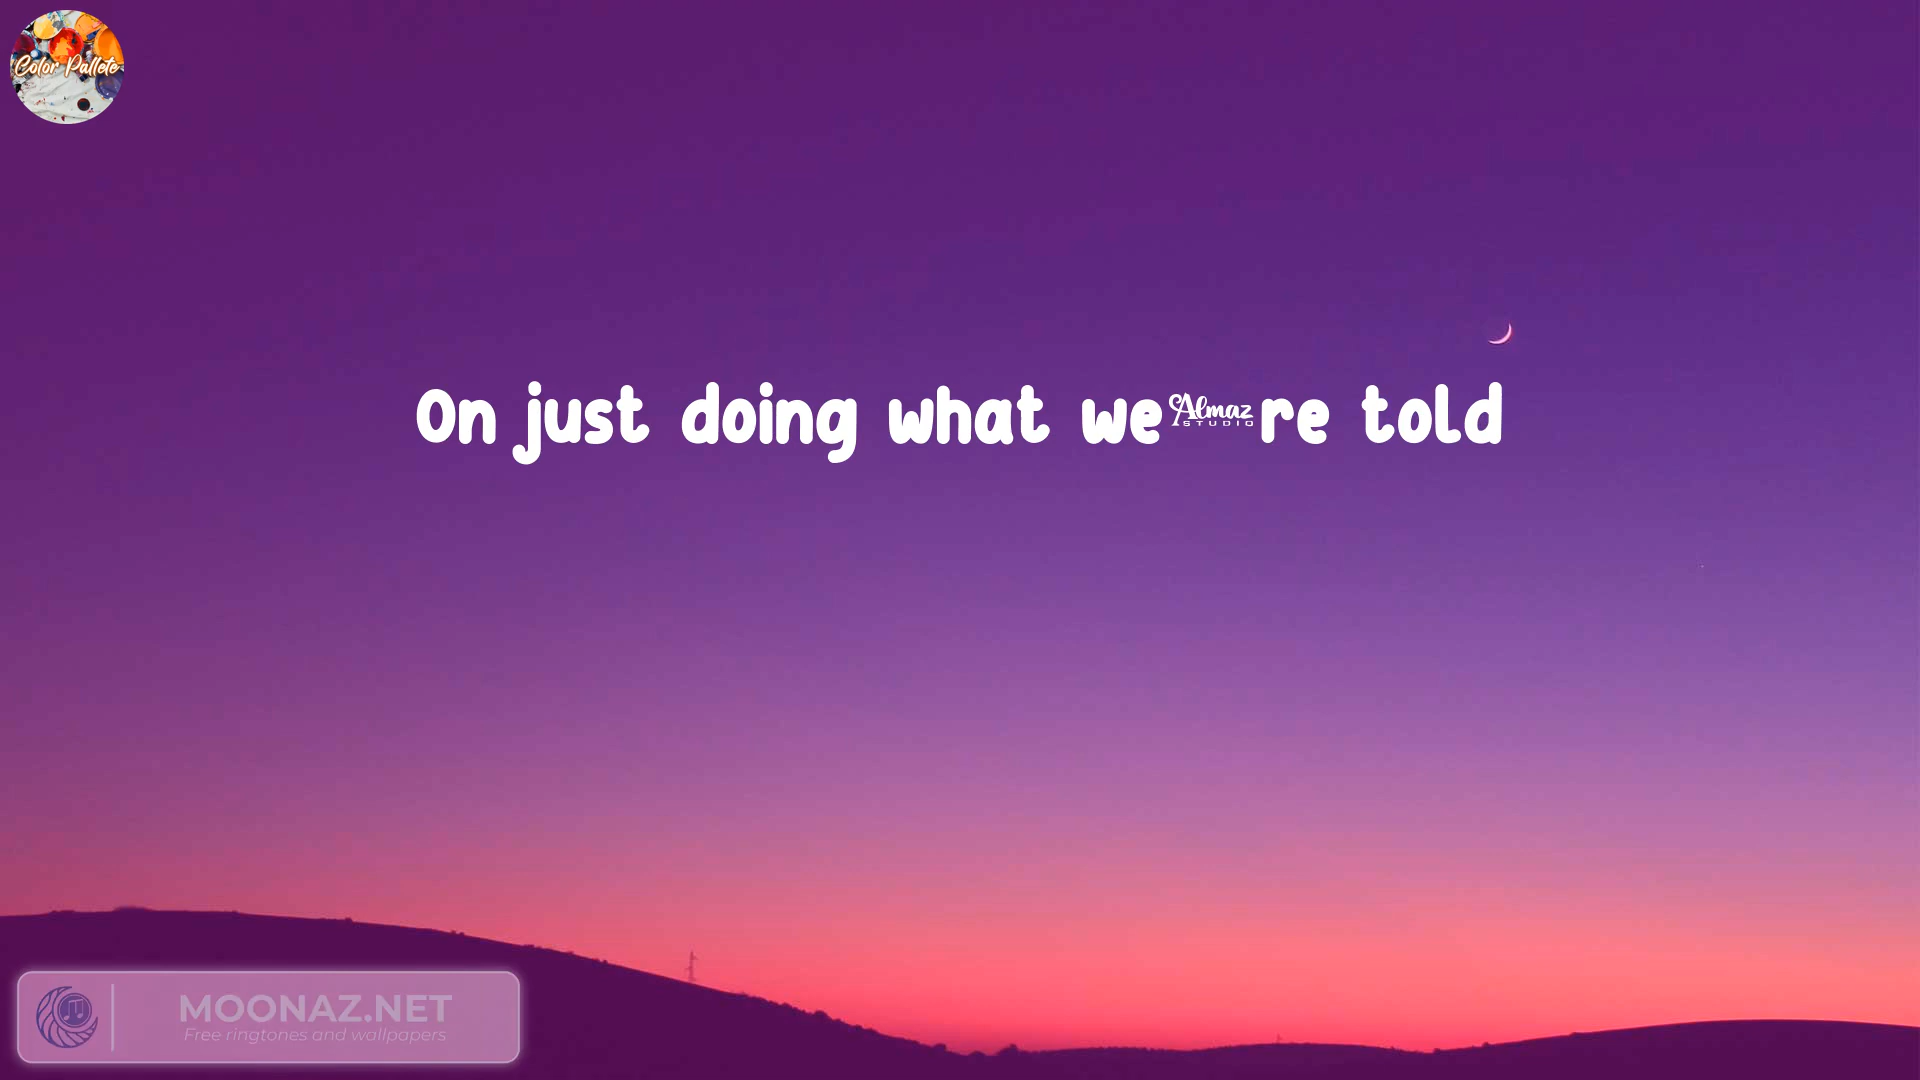 Color Pallete
On just doing what we Almaz STUDIO re told
MOONAZ.NET
Free ringtones and wallpapers